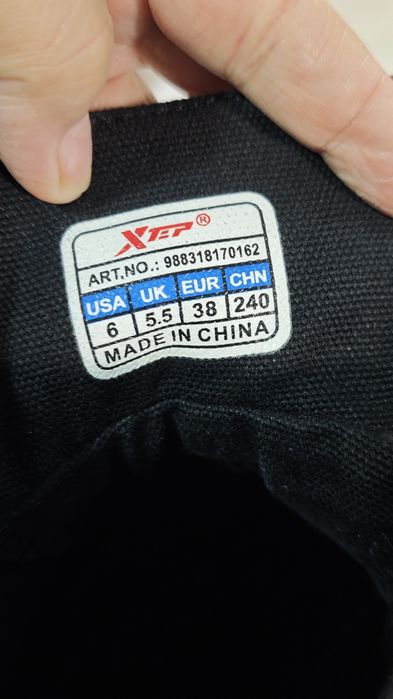 XTEP®
ART.NO.: 988318170162
USA UK EUR CHN
6 5.5 38 240
MADE IN CHINA